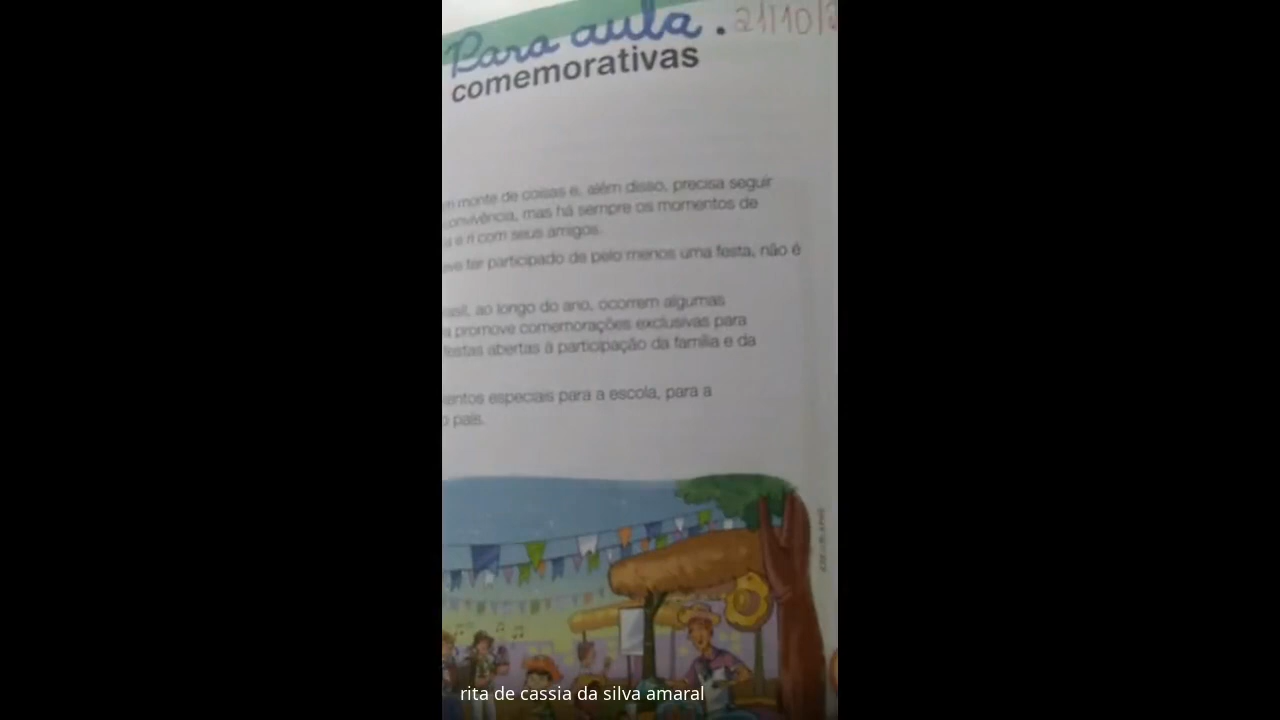 Para aula. 21/10/2
comemorativas
monte de coisas e, além disso, precisa seguir
convivência, mas há sempre os momentos de
e ri com seus amigos.
ter participado de pelo menos uma festa, não é
ao longo do ano, ocorrem algumas
promove comemorações exclusivas para
festas abertas à participação da família e da
especiais para a escola, para a
país.
rita de cassia da silva amaral